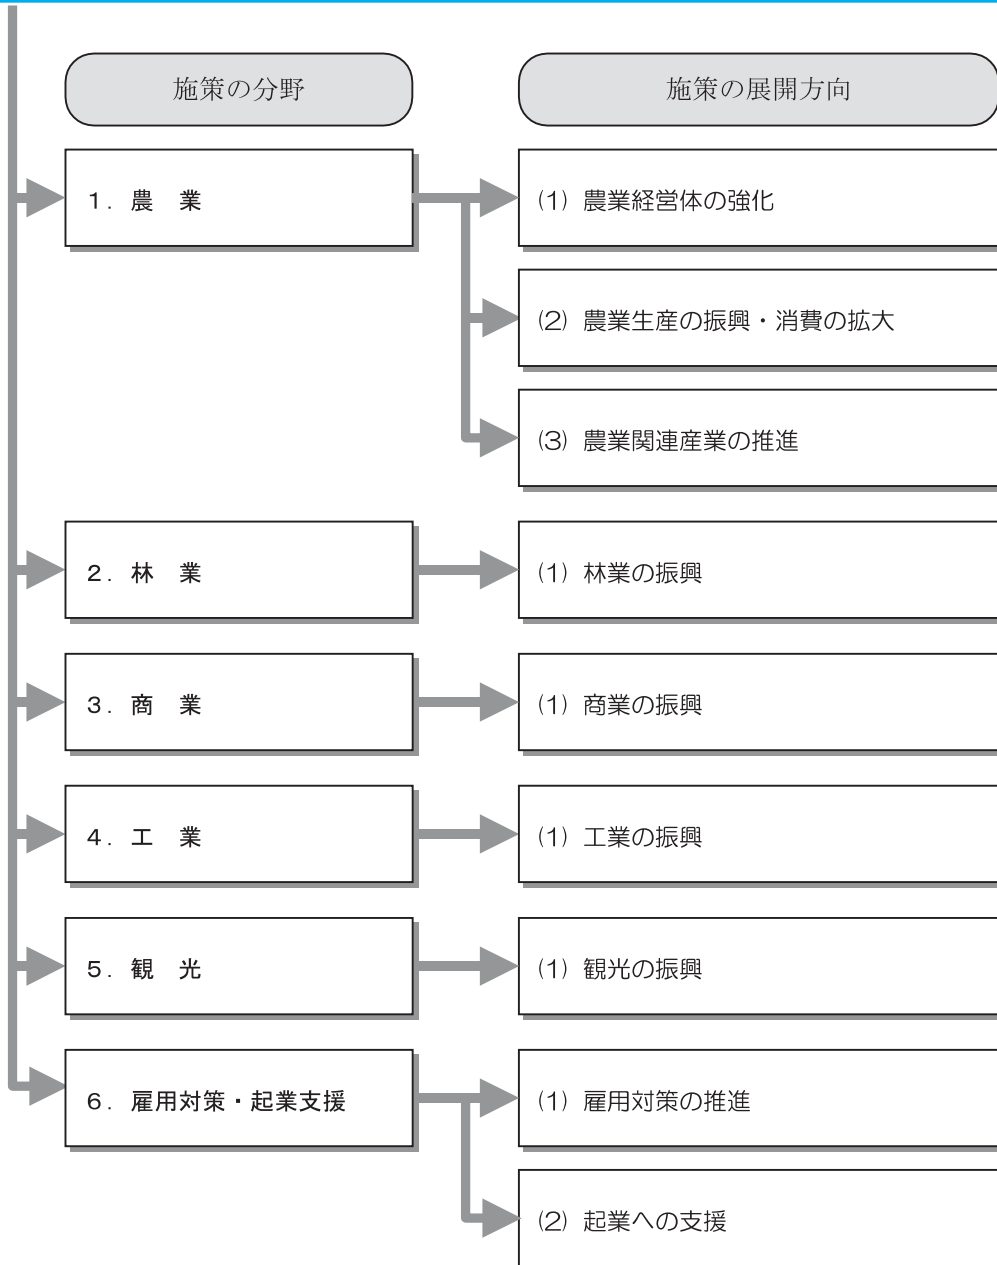 施策の分野
施策の展開方向
1. 農　業
(1) 農業経営体の強化
(2) 農業生産の振興・消費の拡大
(3) 農業関連産業の推進
2. 林　業
(1) 林業の振興
3. 商　業
(1) 商業の振興
4. 工　業
(1) 工業の振興
5. 観　光
(1) 観光の振興
6. 雇用対策・起業支援
(1) 雇用対策の推進
(2) 起業への支援